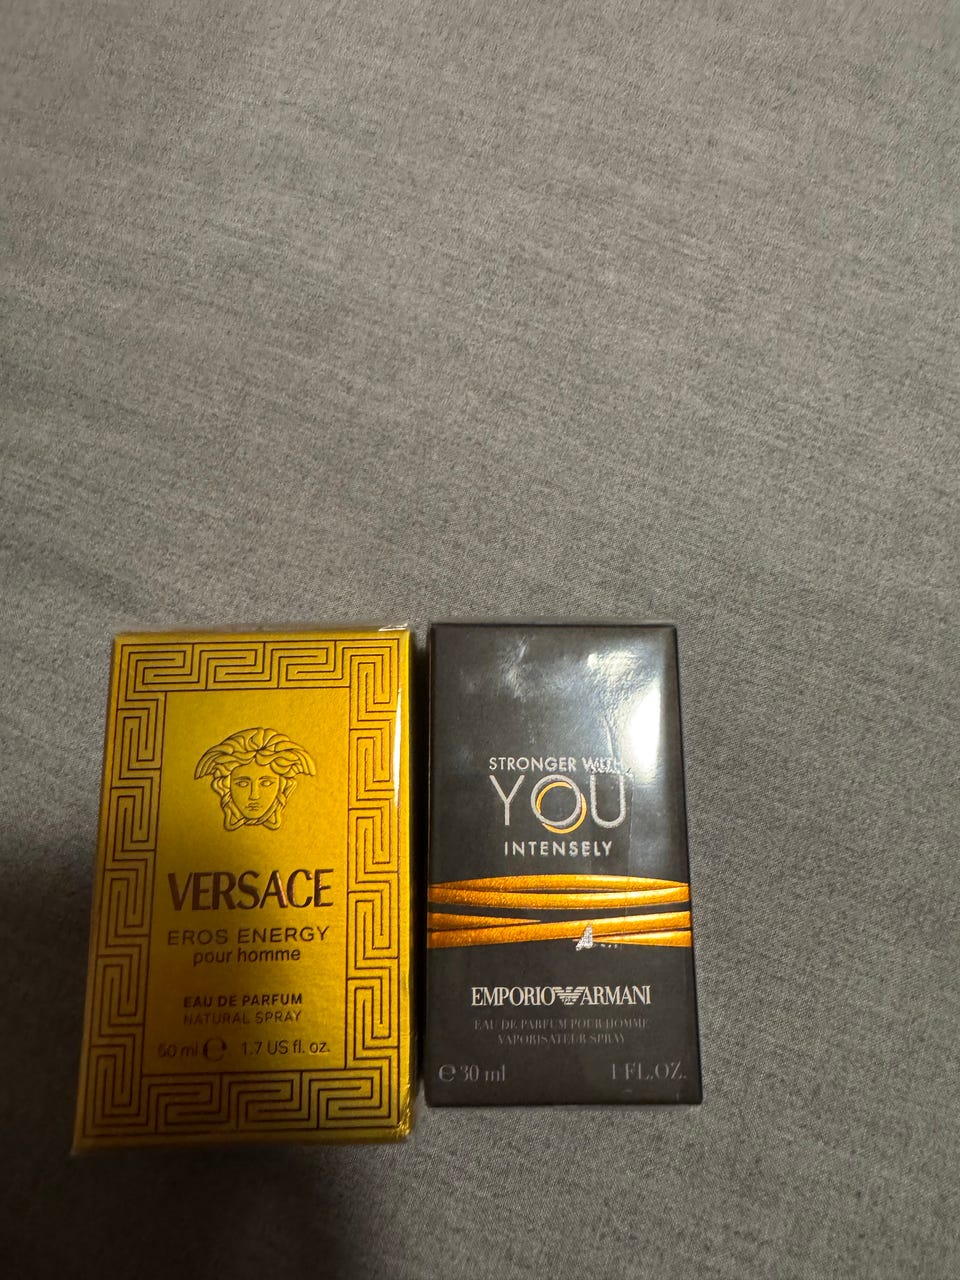 VERSACE
EROS ENERGY
pour homme
EAU DE PARFUM
NATURAL SPRAY
50 ml e 1.7 US fl. oz.
STRONGER WITH
YOU
INTENSELY
EMPORIO ARMANI
EAU DE PARFUM POUR HOMME
VAPORISATEUR SPRAY
e 30 ml 1 FL.OZ.